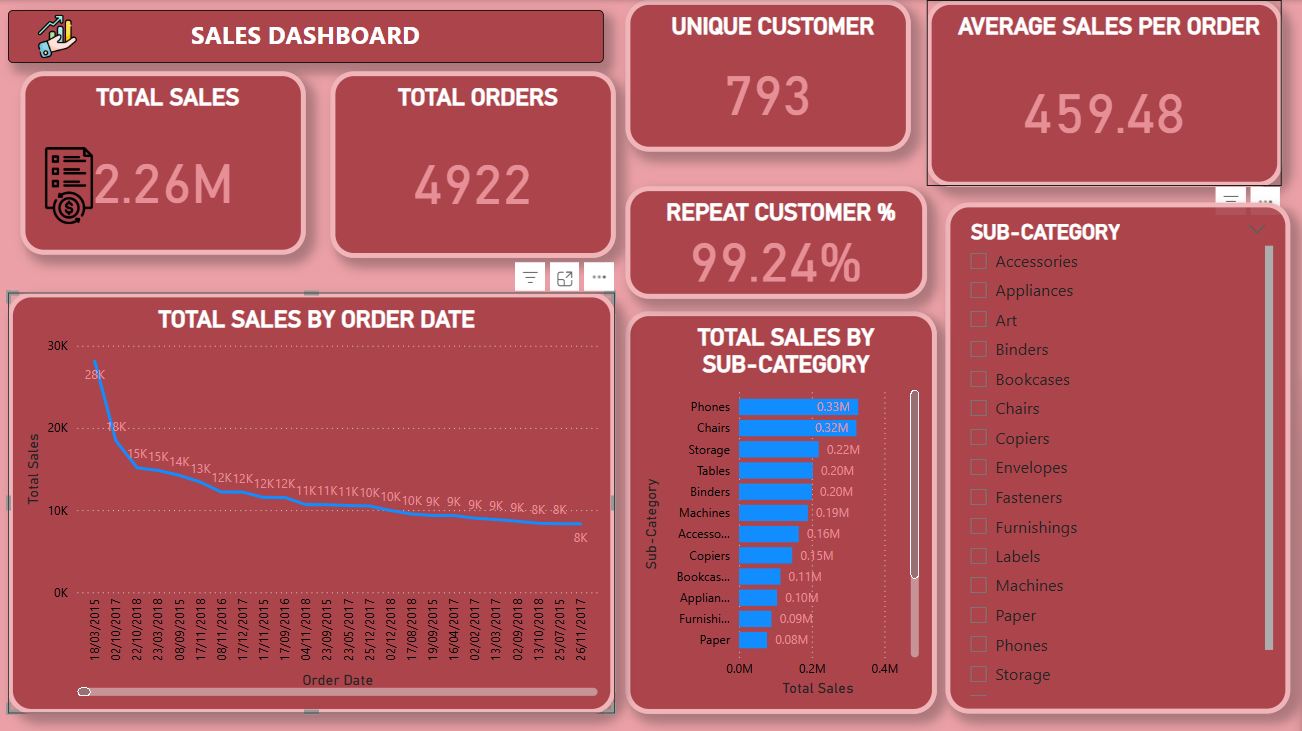 SALES DASHBOARD
TOTAL SALES
2.26M
TOTAL ORDERS
4922
UNIQUE CUSTOMER
793
AVERAGE SALES PER ORDER
459.48
REPEAT CUSTOMER %
99.24%
TOTAL SALES BY ORDER DATE
Total Sales
30K
20K
10K
0K
28K
18K
15K
15K
14K
13K
12K
12K
12K
12K
11K
11K
11K
10K
10K
10K
9K
9K
9K
9K
9K
8K
8K
8K
18/03/2015
02/10/2017
22/10/2018
23/03/2018
08/09/2015
17/11/2018
08/11/2016
17/12/2017
17/11/2015
17/09/2016
04/11/2018
23/09/2015
23/05/2017
25/12/2017
22/12/2018
17/08/2018
19/09/2015
16/04/2017
02/02/2017
13/03/2017
02/09/2018
13/10/2018
25/07/2015
26/11/2017
Order Date
TOTAL SALES BY
SUB-CATEGORY
Sub-Category
Phones 0.33M
Chairs 0.32M
Storage 0.22M
Tables 0.20M
Binders 0.20M
Machines 0.19M
Accesso... 0.16M
Copiers 0.15M
Bookcas... 0.11M
Applian... 0.10M
Furnishi... 0.09M
Paper 0.08M
0.0M 0.2M 0.4M
Total Sales
SUB-CATEGORY
Accessories
Appliances
Art
Binders
Bookcases
Chairs
Copiers
Envelopes
Fasteners
Furnishings
Labels
Machines
Paper
Phones
Storage